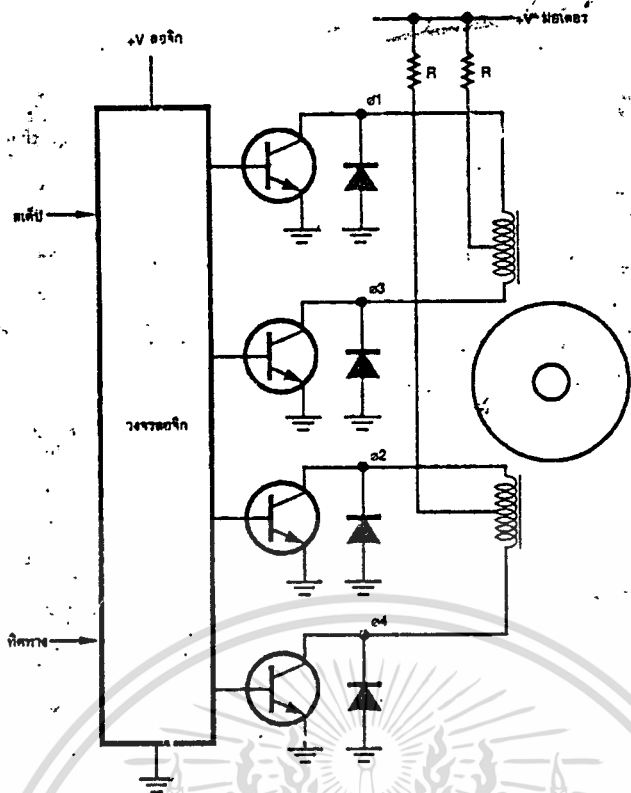 +V มอเตอร์
+V ลอจิก
R
R
ø1
สเต็ป
ø3
วงจรลอจิก
ø2
ø4
ทิศทาง